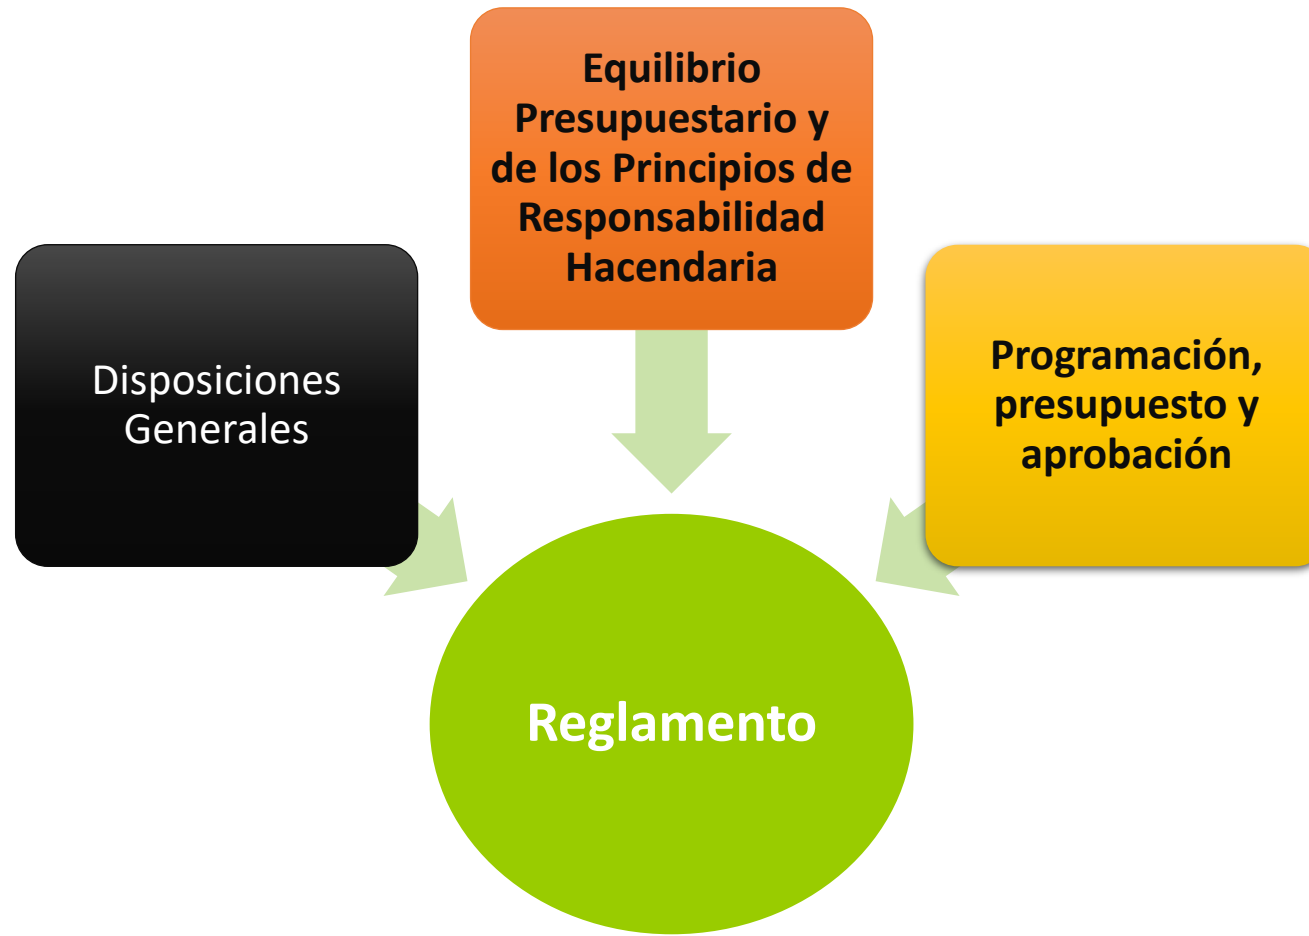 Equilibrio
Presupuestario y
de los Principios de
Responsabilidad
Hacendaria
Disposiciones
Generales
Programación,
presupuesto y
aprobación
Reglamento